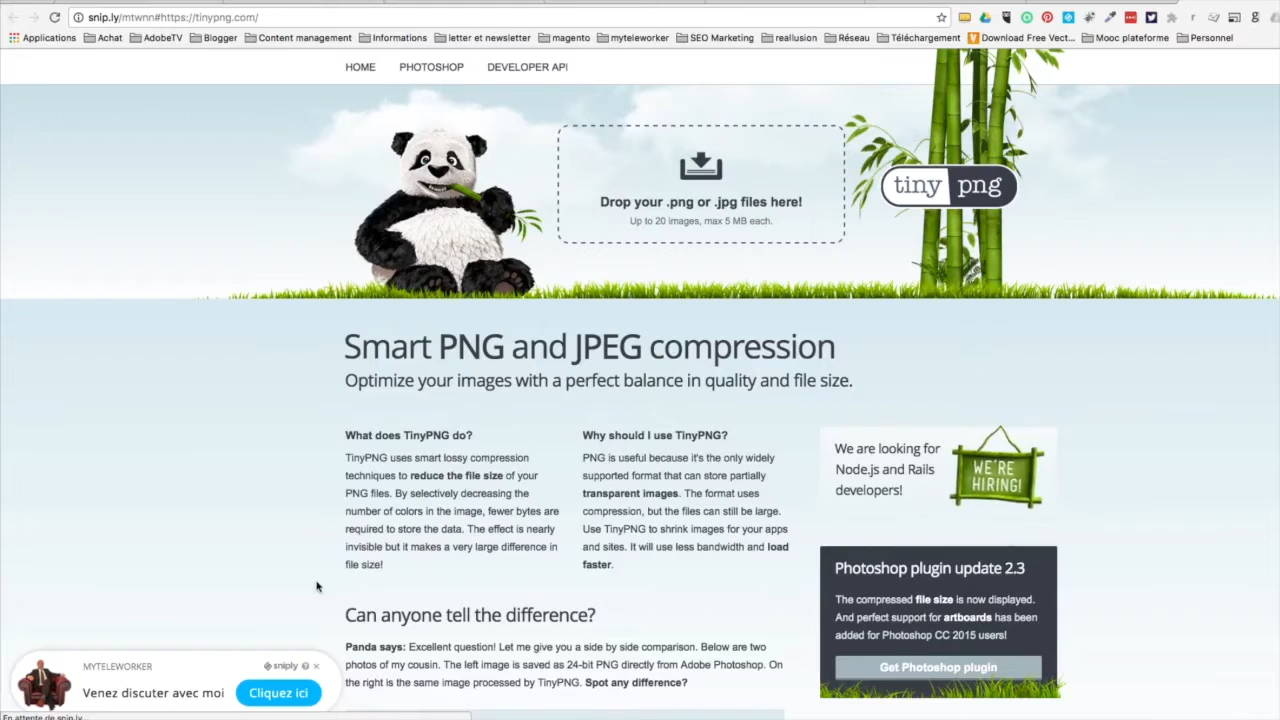 snip.ly/mtwnn#https://tinypng.com/
Applications Achat AdobeTV Blogger Content management Informations letter et newsletter magento myteleworker SEO Marketing reallusion Réseau Téléchargement Download Free Vect... Mooc plateforme Personnel
HOME PHOTOSHOP DEVELOPER API
Drop your .png or .jpg files here!
Up to 20 images, max 5 MB each.
tiny png
Smart PNG and JPEG compression
Optimize your images with a perfect balance in quality and file size.
What does TinyPNG do?
TinyPNG uses smart lossy compression
techniques to reduce the file size of your
PNG files. By selectively decreasing the
number of colors in the image, fewer bytes are
required to store the data. The effect is nearly
invisible but it makes a very large difference in
file size!
Why should I use TinyPNG?
PNG is useful because it's the only widely
supported format that can store partially
transparent images. The format uses
compression, but the files can still be large.
Use TinyPNG to shrink images for your apps
and sites. It will use less bandwidth and load
faster.
We are looking for
Node.js and Rails
developers!
WE'RE
HIRING!
Photoshop plugin update 2.3
The compressed file size is now displayed.
And perfect support for artboards has been
added for Photoshop CC 2015 users!
Get Photoshop plugin
Can anyone tell the difference?
Panda says: Excellent question! Let me give you a side by side comparison. Below are two
photos of my cousin. The left image is saved as 24-bit PNG directly from Adobe Photoshop. On
the right is the same image processed by TinyPNG. Spot any difference?
MYTELEWORKER sniply
Venez discuter avec moi Cliquez ici
En attente de snip.ly...